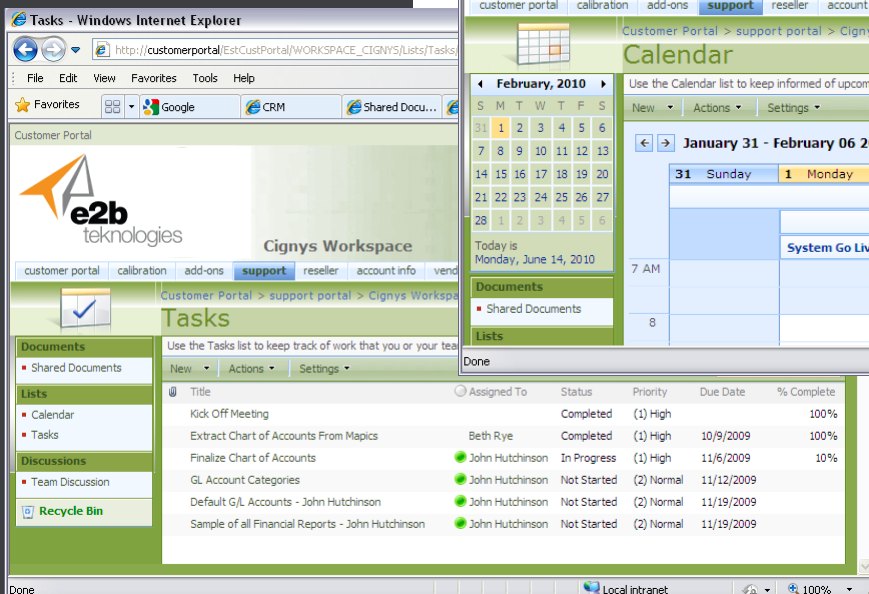 Tasks - Windows Internet Explorer
http://customerportal/EstCustPortal/WORKSPACE_CIGNYS/Lists/Tasks/
File Edit View Favorites Tools Help
Favorites Google CRM Shared Docu...
Customer Portal
e2b
teknologies
Cignys Workspace
customer portal calibration add-ons support reseller account info vend
Customer Portal > support portal > Cignys Workspa
Tasks
Use the Tasks list to keep track of work that you or your tea
New Actions Settings
Documents
Shared Documents
Lists
Calendar
Tasks
Discussions
Team Discussion
Recycle Bin
Title Assigned To Status Priority Due Date % Complete
Kick Off Meeting Completed (1) High 100%
Extract Chart of Accounts From Mapics Beth Rye Completed (1) High 10/9/2009 100%
Finalize Chart of Accounts John Hutchinson In Progress (1) High 11/6/2009 10%
GL Account Categories John Hutchinson Not Started (2) Normal 11/12/2009
Default G/L Accounts - John Hutchinson John Hutchinson Not Started (2) Normal 11/19/2009
Sample of all Financial Reports - John Hutchinson John Hutchinson Not Started (2) Normal 11/19/2009
Done Local intranet 100%
customer portal calibration add-ons support reseller account
Customer Portal > support portal > Cign
Calendar
Use the Calendar list to keep informed of upcom
New Actions Settings
February, 2010
S M T W T F S
31 1 2 3 4 5 6
7 8 9 10 11 12 13
14 15 16 17 18 19 20
21 22 23 24 25 26 27
28 1 2 3 4 5 6
Today is
Monday, June 14, 2010
Documents
Shared Documents
Lists
January 31 - February 06 2
31 Sunday 1 Monday
System Go Liv
7 AM
8
Done